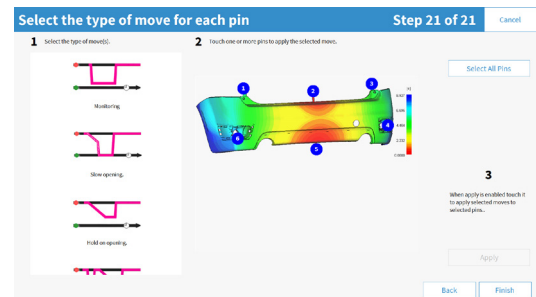 Select the type of move for each pin
Step 21 of 21
Cancel
1 Select the type of move(s).
2 Touch one or more pins to apply the selected move.
Select All Pins
Monitoring
Slow opening.
Hold on opening.
1
2
3
4
5
6
3
When apply is enabled touch it
to apply selected moves to
selected pins..
Apply
Back
Finish